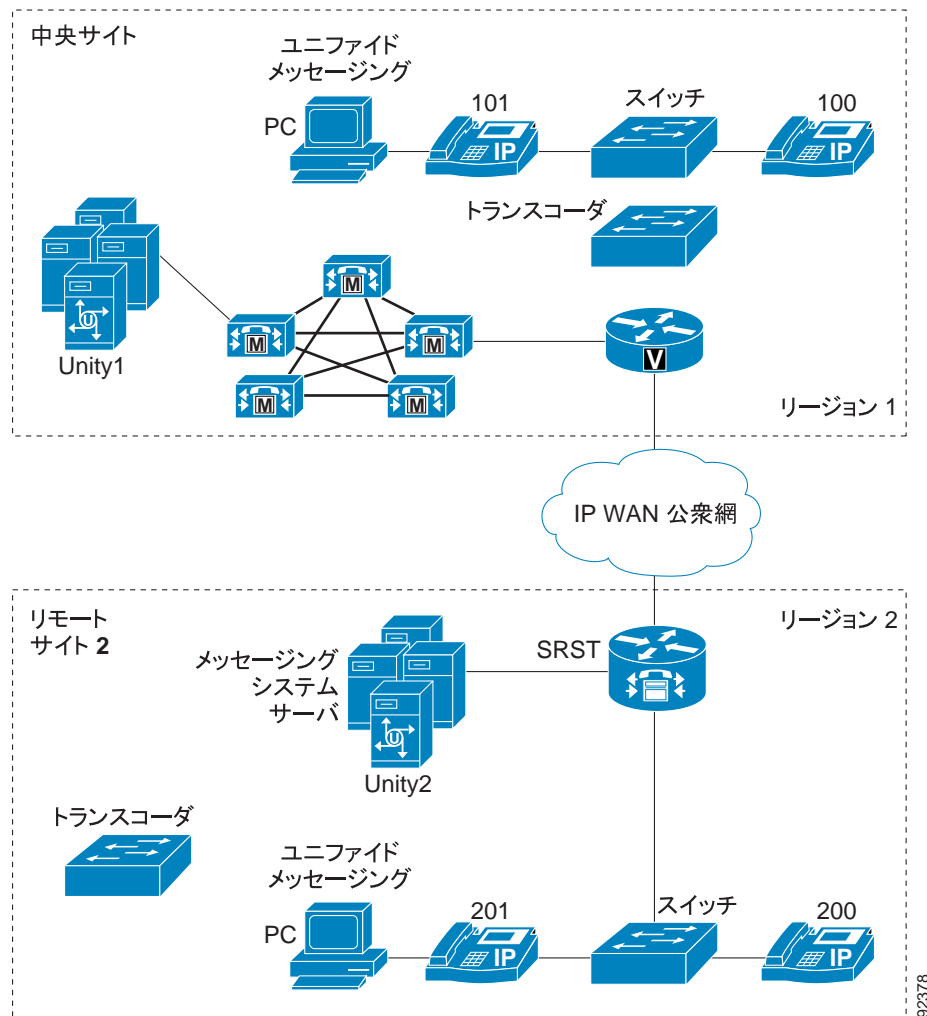 中央サイト
ユニファイド
メッセージング
PC
101
スイッチ
100
IP
IP
トランスコーダ
U
Unity1
M
M
M
M
M
V
リージョン 1
IP WAN 公衆網
リモート
サイト 2
リージョン 2
SRST
メッセージング
システム
サーバ
U
Unity2
トランスコーダ
ユニファイド
メッセージング
PC
201
スイッチ
200
IP
IP
92378